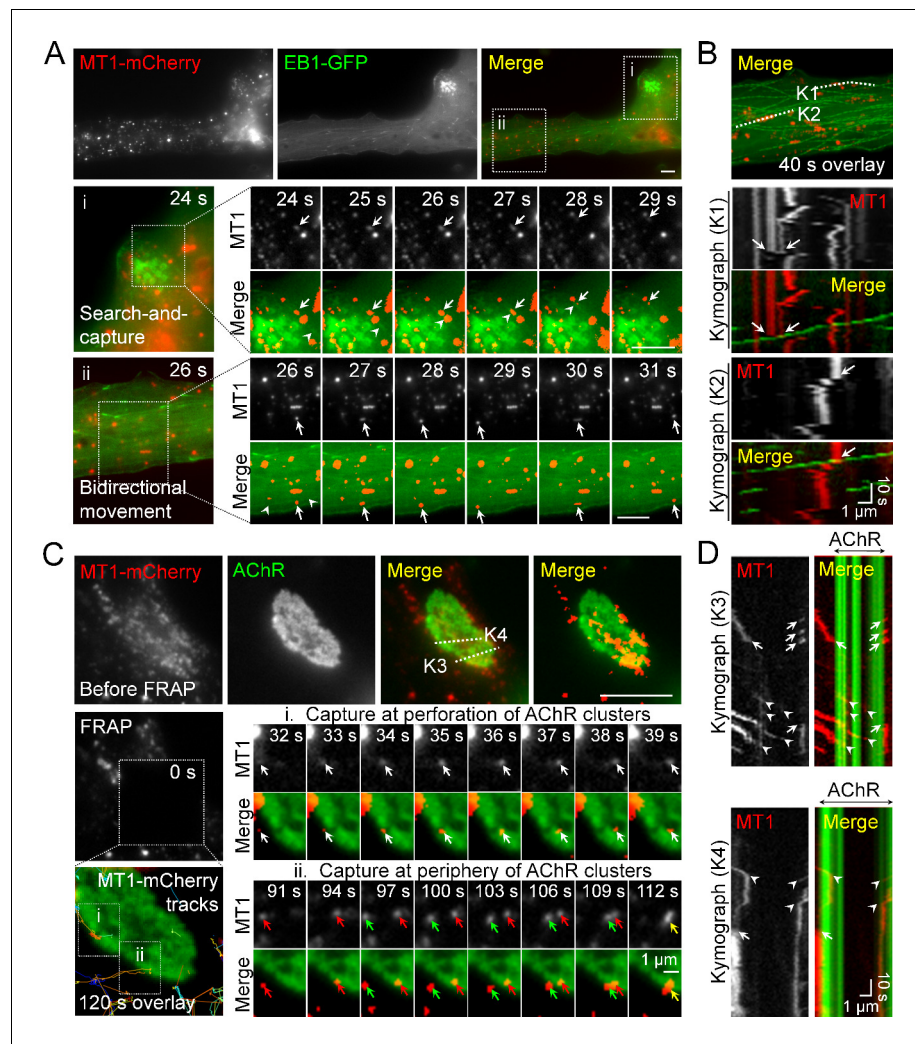 A
MT1-mCherry
EB1-GFP
Merge
i
ii
i
24 s
Search-and-
capture
MT1
24 s 25 s 26 s 27 s 28 s 29 s
Merge
ii
26 s
Bidirectional
movement
MT1
26 s 27 s 28 s 29 s 30 s 31 s
Merge
B
Merge
K1
K2
40 s overlay
Kymograph (K1)
MT1
Merge
Kymograph (K2)
MT1
Merge
10 s
1 µm
C
MT1-mCherry
AChR
Merge
Merge
K4
K3
Before FRAP
FRAP
0 s
MT1-mCherry
tracks
i
ii
120 s overlay
i. Capture at perforation of AChR clusters
MT1
32 s 33 s 34 s 35 s 36 s 37 s 38 s 39 s
Merge
ii. Capture at periphery of AChR clusters
MT1
91 s 94 s 97 s 100 s 103 s 106 s 109 s 112 s
Merge
1 µm
D
AChR
Kymograph (K3)
MT1
Merge
AChR
Kymograph (K4)
MT1
Merge
10 s
1 µm